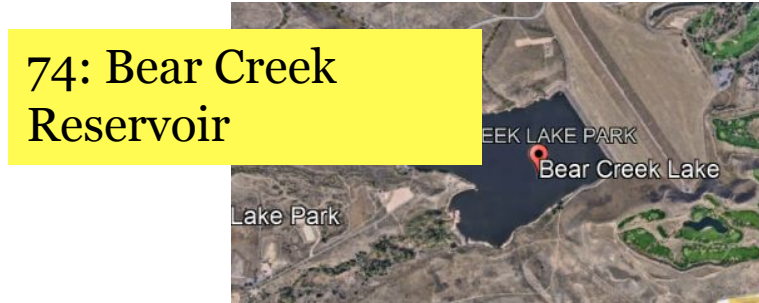 74: Bear Creek
Reservoir
EEK LAKE PARK
Bear Creek Lake
Lake Park